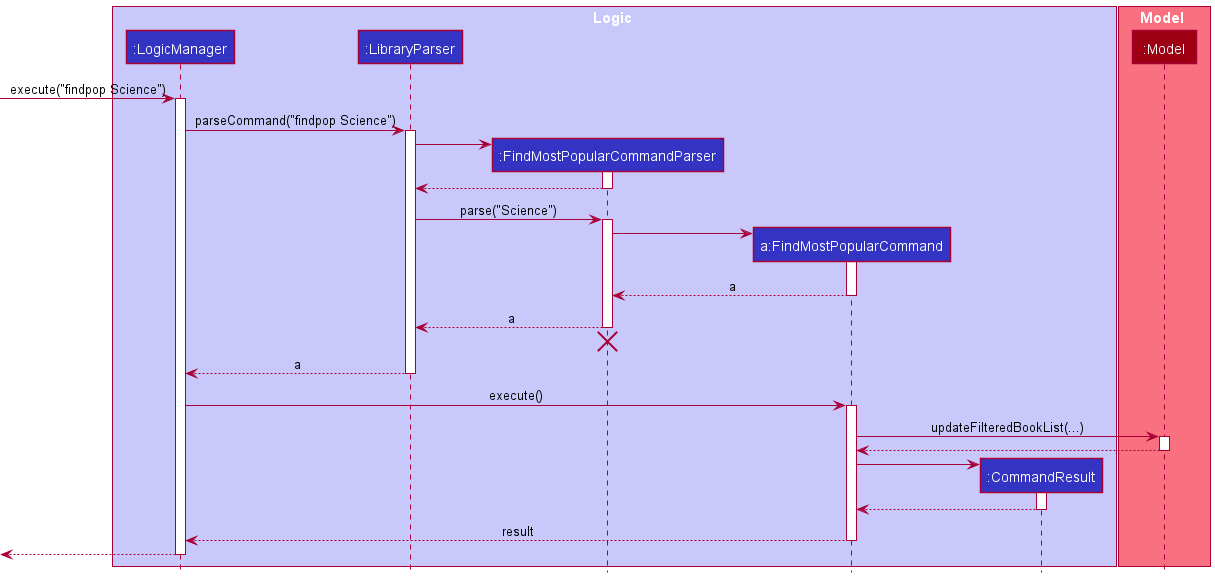 Logic
Model
:LogicManager
:LibraryParser
:Model
execute("findpop Science")
parseCommand("findpop Science")
:FindMostPopularCommandParser
parse("Science")
a:FindMostPopularCommand
a
a
a
execute()
updateFilteredBookList(...)
:CommandResult
result